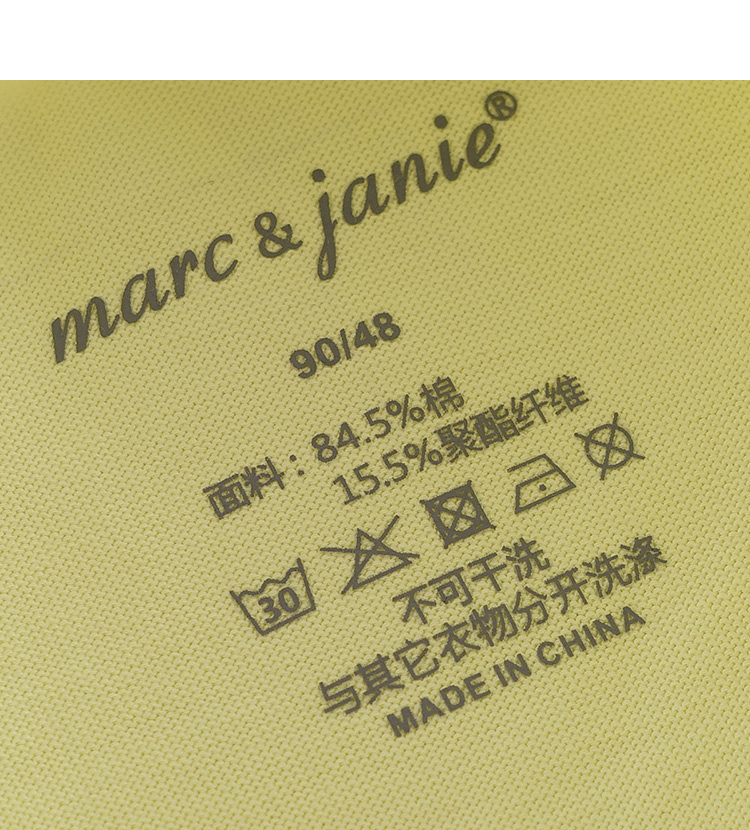 marc & janie®
90/48
面料：84.5%棉
15.5%聚酯纤维
30
不可干洗
与其它衣物分开洗涤
MADE IN CHINA